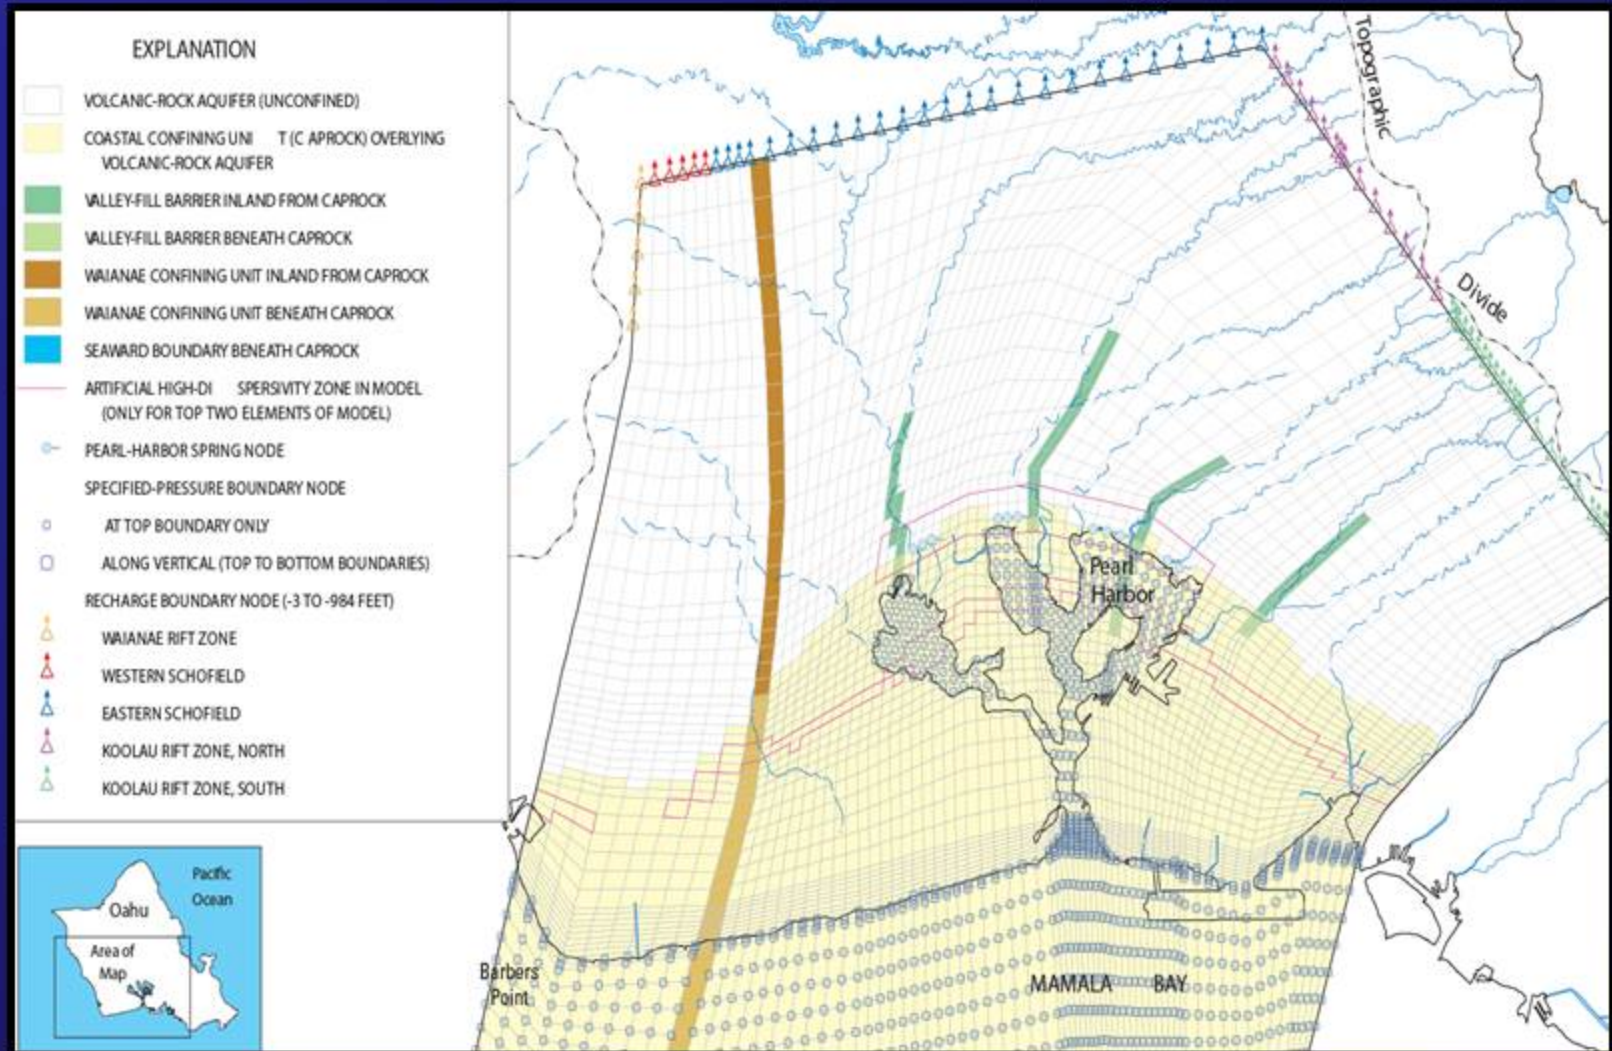 EXPLANATION
VOLCANIC-ROCK AQUIFER (UNCONFINED)
COASTAL CONFINING UNI T (C APROCK) OVERLYING
VOLCANIC-ROCK AQUIFER
VALLEY-FILL BARRIER INLAND FROM CAPROCK
VALLEY-FILL BARRIER BENEATH CAPROCK
WAIANAE CONFINING UNIT INLAND FROM CAPROCK
WAIANAE CONFINING UNIT BENEATH CAPROCK
SEAWARD BOUNDARY BENEATH CAPROCK
ARTIFICIAL HIGH-DI SPERSIVITY ZONE IN MODEL
(ONLY FOR TOP TWO ELEMENTS OF MODEL)
PEARL-HARBOR SPRING NODE
SPECIFIED-PRESSURE BOUNDARY NODE
AT TOP BOUNDARY ONLY
ALONG VERTICAL (TOP TO BOTTOM BOUNDARIES)
RECHARGE BOUNDARY NODE (-3 TO -984 FEET)
WAIANAE RIFT ZONE
WESTERN SCHOFIELD
EASTERN SCHOFIELD
KOOLAU RIFT ZONE, NORTH
KOOLAU RIFT ZONE, SOUTH
Pacific
Ocean
Oahu
Area of
Map
Topographic
Divide
Pearl
Harbor
Barbers
Point
MAMALA BAY